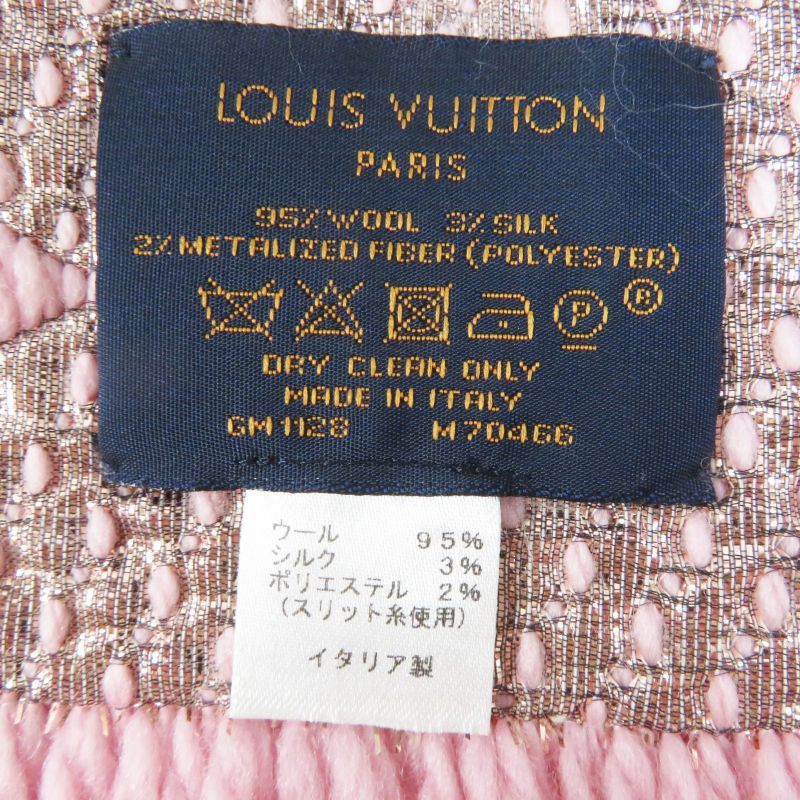 LOUIS VUITTON
PARIS
95% WOOL 3% SILK
2% METALIZED FIBER (POLYESTER)
P ®
DRY CLEAN ONLY
MADE IN ITALY
GM1128 M70466
ウール 95%
シルク 3%
ポリエステル 2%
(スリット糸使用)
イタリア製